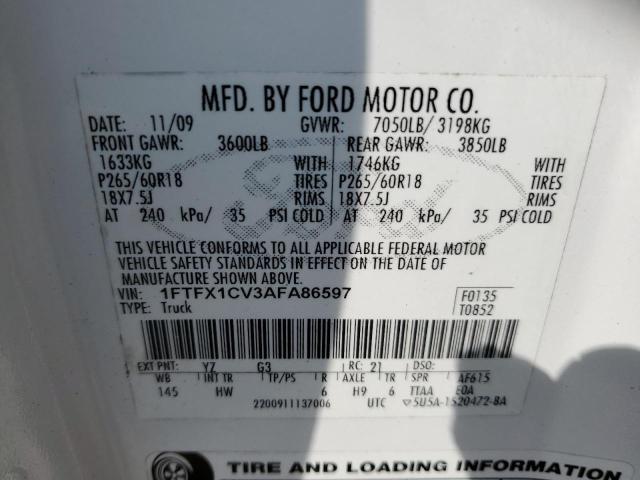 MFD. BY FORD MOTOR CO.
DATE: 11/09 GVWR: 7050LB/ 3198KG
FRONT GAWR: 3600LB REAR GAWR: 3850LB
1633KG WITH 1746KG WITH
P265/60R18 TIRES P265/60R18 TIRES
18X7.5J RIMS 18X7.5J RIMS
AT 240 kPa/ 35 PSI COLD AT 240 kPa/ 35 PSI COLD
THIS VEHICLE CONFORMS TO ALL APPLICABLE FEDERAL MOTOR
VEHICLE SAFETY STANDARDS IN EFFECT ON THE DATE OF
MANUFACTURE SHOWN ABOVE.
VIN: 1FTFX1CV3AFA86597 F0135
TYPE: Truck T0852
EXT PNT: YZ G3 RC: 21 DSO:
WB INT TR TP/PS R AXLE TR SPR AF615
145 HW 6 H9 6 TTAA E0A
2200911137006 UTC 5U5A-1520472-BA
TIRE AND LOADING INFORMATION